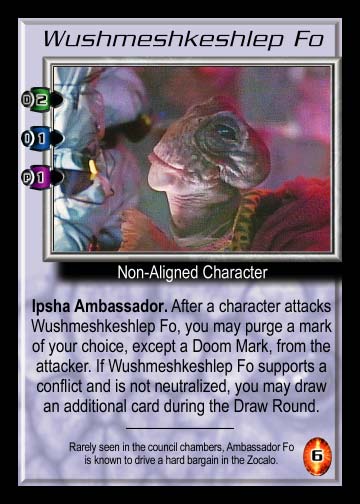 Wushmeshkeshlep Fo
D 2
I 1
P 1
Non-Aligned Character
Ipsha Ambassador. After a character attacks
Wushmeshkeshlep Fo, you may purge a mark
of your choice, except a Doom Mark, from the
attacker. If Wushmeshkeshlep Fo supports a
conflict and is not neutralized, you may draw
an additional card during the Draw Round.
Rarely seen in the council chambers, Ambassador Fo
is known to drive a hard bargain in the Zocalo.
6